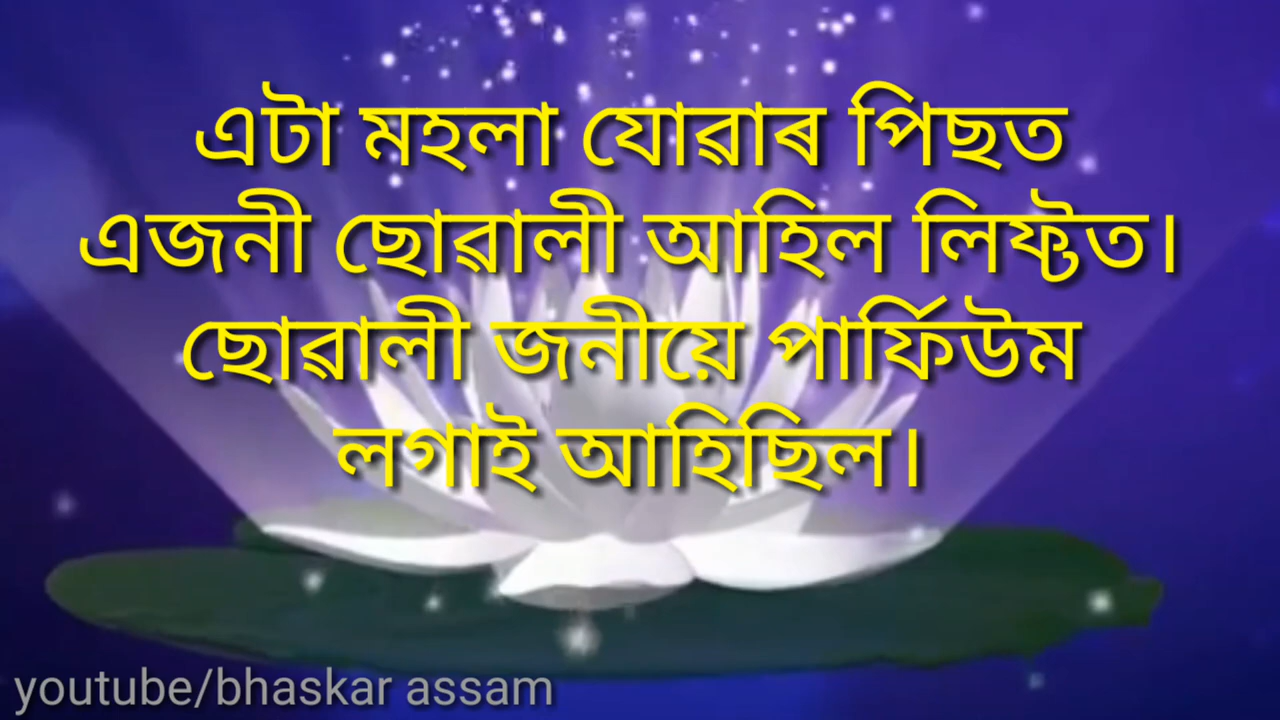 এটা মহলা যোৱাৰ পিছত
এজনী ছোৱালী আহিল লিফ্টত।
ছোৱালী জনীয়ে পাৰ্ফিউম
লগাই আহিছিল।
youtube/bhaskar assam